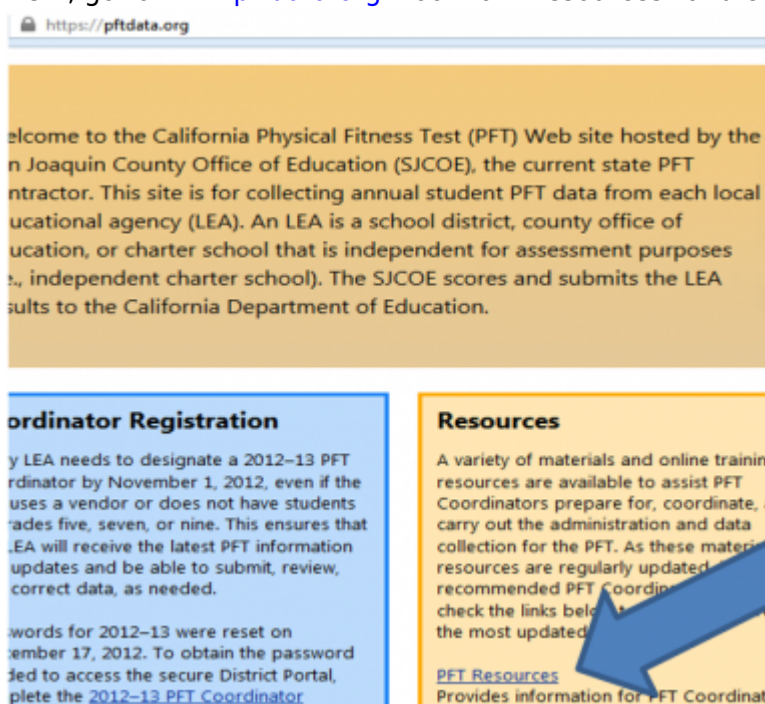 https://pftdata.org
elcome to the California Physical Fitness Test (PFT) Web site hosted by the
n Joaquin County Office of Education (SJCOE), the current state PFT
ntractor. This site is for collecting annual student PFT data from each local
ucational agency (LEA). An LEA is a school district, county office of
ucation, or charter school that is independent for assessment purposes
., independent charter school). The SJCOE scores and submits the LEA
sults to the California Department of Education.
ordinator Registration
y LEA needs to designate a 2012–13 PFT
rdinator by November 1, 2012, even if the
uses a vendor or does not have students
rades five, seven, or nine. This ensures that
LEA will receive the latest PFT information
updates and be able to submit, review,
correct data, as needed.
words for 2012–13 were reset on
ember 17, 2012. To obtain the password
ded to access the secure District Portal,
plete the 2012–13 PFT Coordinator
Resources
A variety of materials and online trainin
resources are available to assist PFT
Coordinators prepare for, coordinate,
carry out the administration and data
collection for the PFT. As these materi
resources are regularly updated
recommended PFT Coordin
check the links bel
the most updated
PFT Resources
Provides information for PFT Coordinat